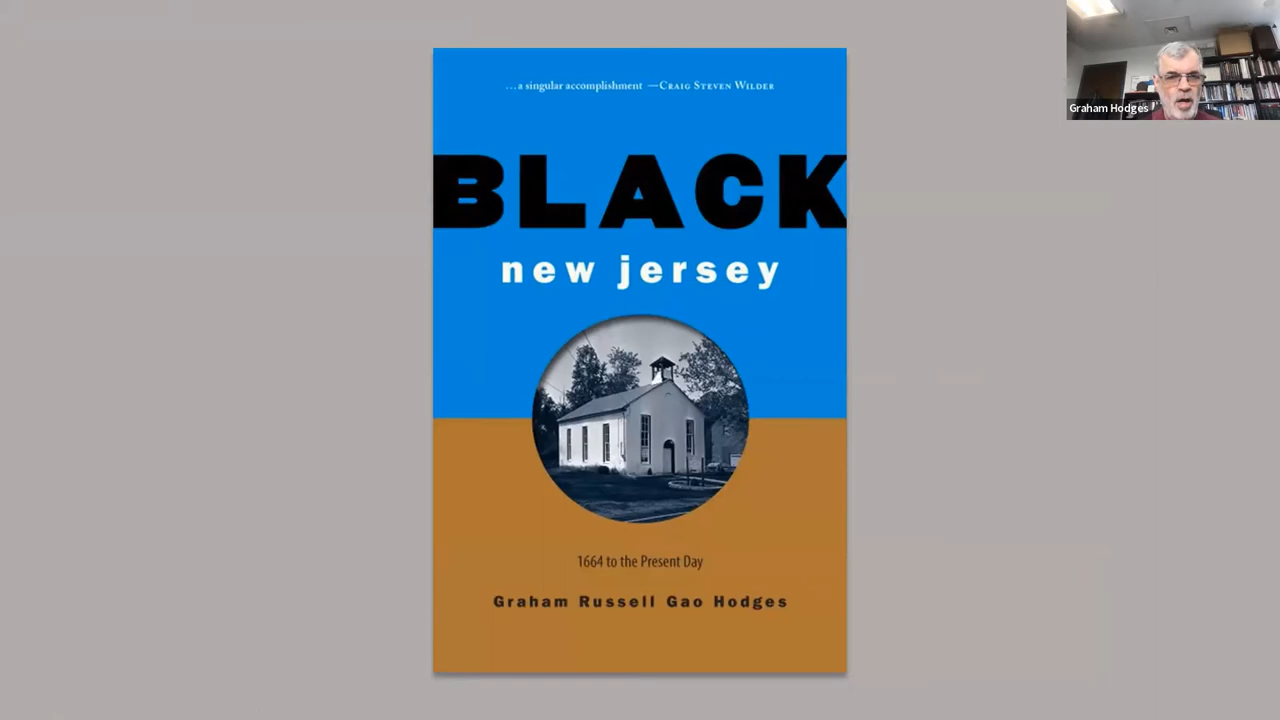 ...a singular accomplishment —Craig Steven Wilder
BLACK
new jersey
1664 to the Present Day
Graham Russell Gao Hodges
Graham Hodges